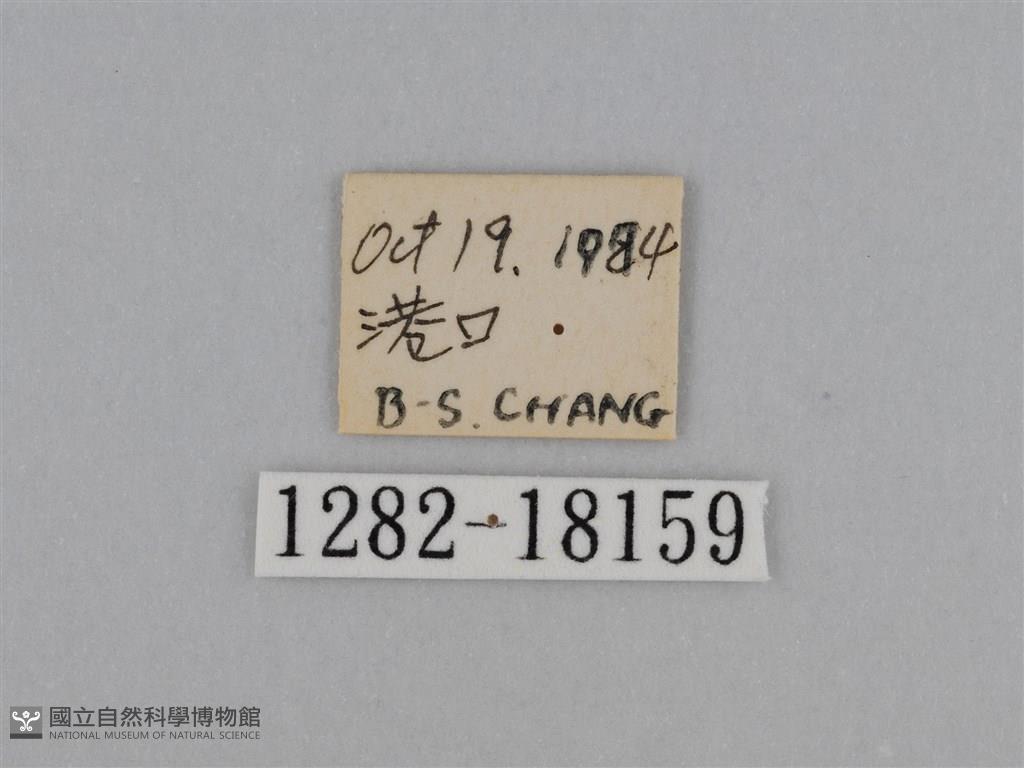 Oct 19. 1984
港口
B-S. CHANG
1282-18159
國立自然科學博物館
NATIONAL MUSEUM OF NATURAL SCIENCE